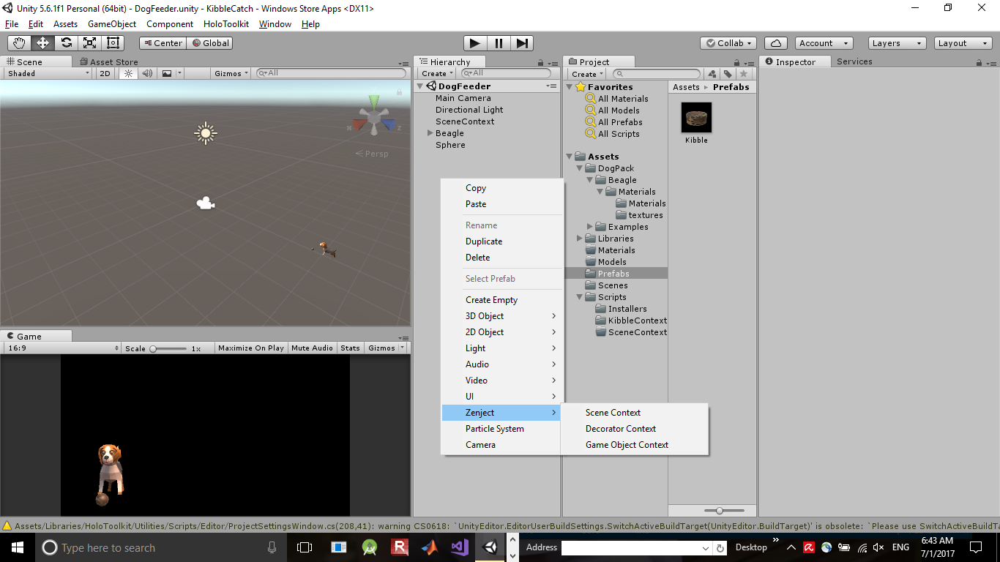 Unity 5.6.1f1 Personal (64bit) - DogFeeder.unity - KibbleCatch - Windows Store Apps <DX11>
File Edit Assets GameObject Component HoloToolkit Window Help
Center Global Collab Account Layers Layout
Scene Asset Store
Shaded 2D Gizmos All
Persp
Game
16:9 Scale 1x Maximize On Play Mute Audio Stats Gizmos
Hierarchy
Create All
DogFeeder
Main Camera
Directional Light
SceneContext
Beagle
Sphere
Copy
Paste
Rename
Duplicate
Delete
Select Prefab
Create Empty
3D Object
2D Object
Light
Audio
Video
UI
Zenject
Particle System
Camera
Scene Context
Decorator Context
Game Object Context
Project
Create
Favorites
All Materials
All Models
All Prefabs
All Scripts
Assets
DogPack
Beagle
Materials
Materials
textures
Examples
Libraries
Materials
Models
Prefabs
Scenes
Scripts
Installers
KibbleContext
SceneContext
Assets Prefabs
Kibble
Inspector Services
Assets/Libraries/HoloToolkit/Utilities/Scripts/Editor/ProjectSettingsWindow.cs(208,41): warning CS0618: `UnityEditor.EditorUserBuildSettings.SwitchActiveBuildTarget(UnityEditor.BuildTarget)' is obsolete: `Please use SwitchActiveBuildTa
Type here to search Address Desktop ENG
6:43 AM
7/1/2017